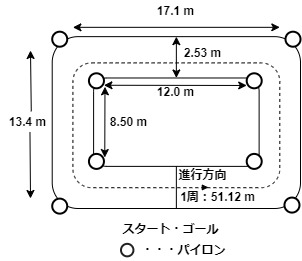 17.1 m
2.53 m
12.0 m
13.4 m
8.50 m
進行方向
1周：51.12 m
スタート・ゴール
○・・・パイロン